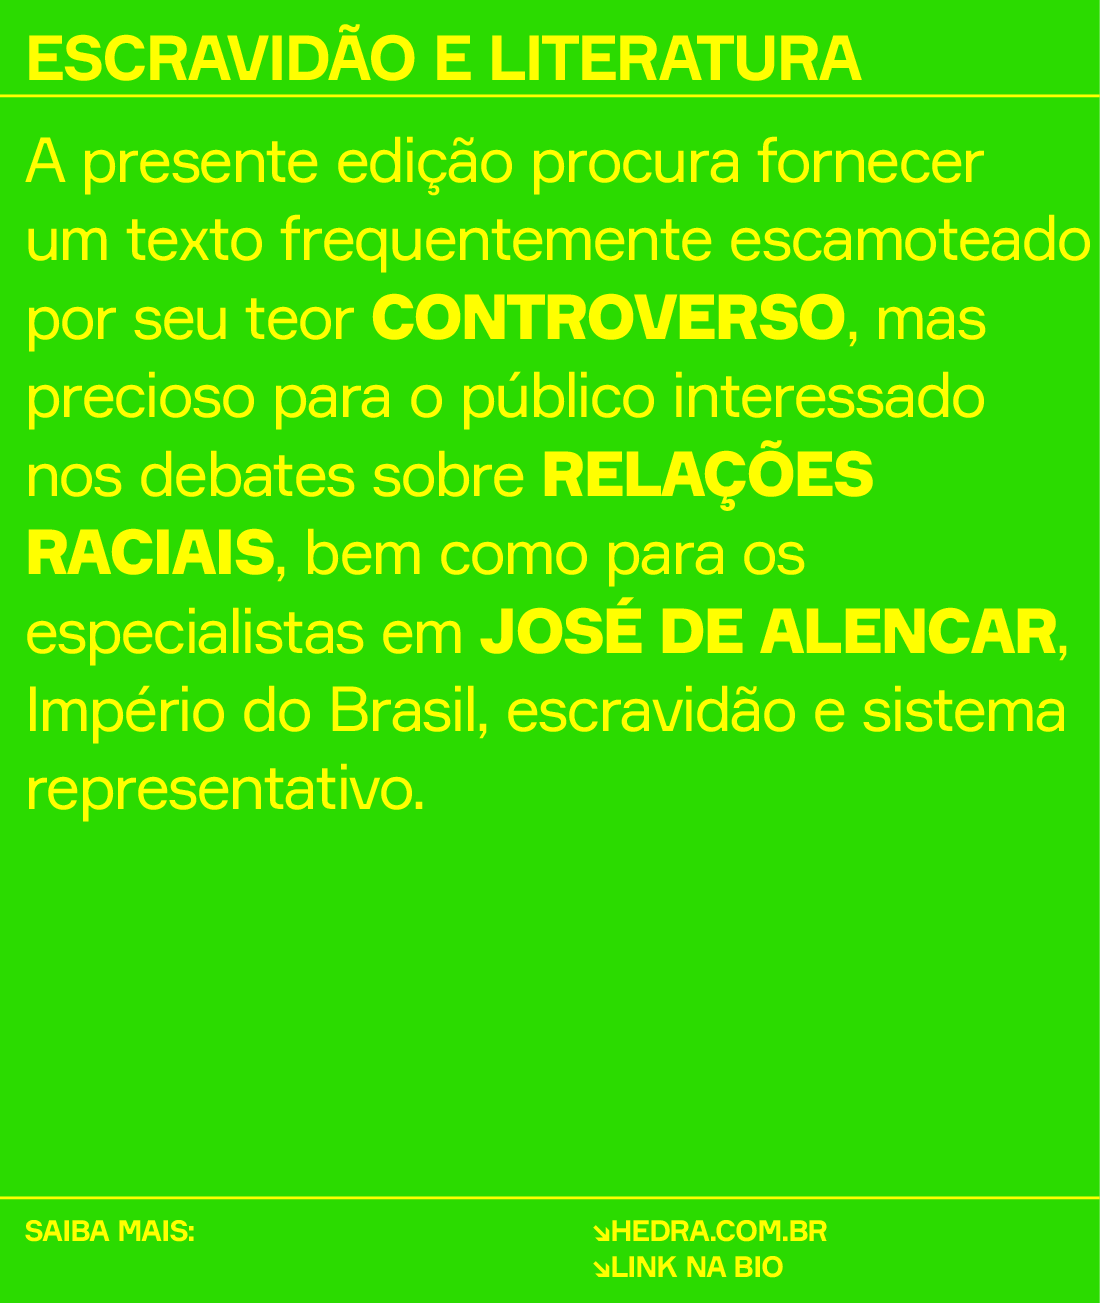 ESCRAVIDÃO E LITERATURA
A presente edição procura fornecer
um texto frequentemente escamoteado
por seu teor CONTROVERSO, mas
precioso para o público interessado
nos debates sobre RELAÇÕES
RACIAIS, bem como para os
especialistas em JOSÉ DE ALENCAR,
Império do Brasil, escravidão e sistema
representativo.
SAIBA MAIS:
↘HEDRA.COM.BR
↘LINK NA BIO